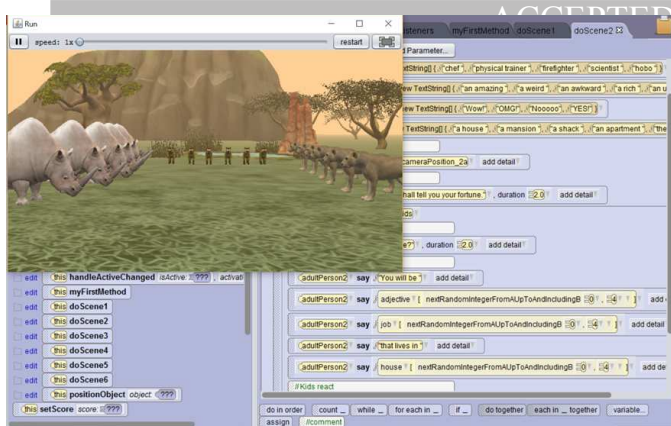 ACCEPTED
Run
speed: 1x
restart
steners myFirstMethod doScene1 doScene2
d Parameter...
xtString[] { "chef ", "physical trainer ", "firefighter ", "scientist ", "hobo " }
ew TextString[] { "an amazing ", "a weird ", "an awkward ", "a rich ", "an u
ew TextString[] { "Wow!", "OMG!", "Nooooo", "YES!" }
v TextString[] { "a house ", "a mansion ", "a shack ", "an apartment ", "the
cameraPosition_2a add detail
hall tell you your fortune." , duration 2.0 add detail
ids
e?" , duration 2.0 add detail
edit this handleActiveChanged isActive: ??? , activati
edit this myFirstMethod
edit this doScene1
edit this doScene2
edit this doScene3
edit this doScene4
edit this doScene5
edit this doScene6
edit this positionObject object: ???
this setScore score: ???
adultPerson2 say "You will be " add detail
adultPerson2 say adjective [ nextRandomIntegerFromAUpToAndIncludingB 0 , 4 ] add
adultPerson2 say job [ nextRandomIntegerFromAUpToAndIncludingB 0 , 4 ] add detail
adultPerson2 say "that lives in " add detail
adultPerson2 say house [ nextRandomIntegerFromAUpToAndIncludingB 0 , 4 ] add de
//Kids react
do in order count _ while _ for each in _ if _ do together each in _ together variable...
assign //comment